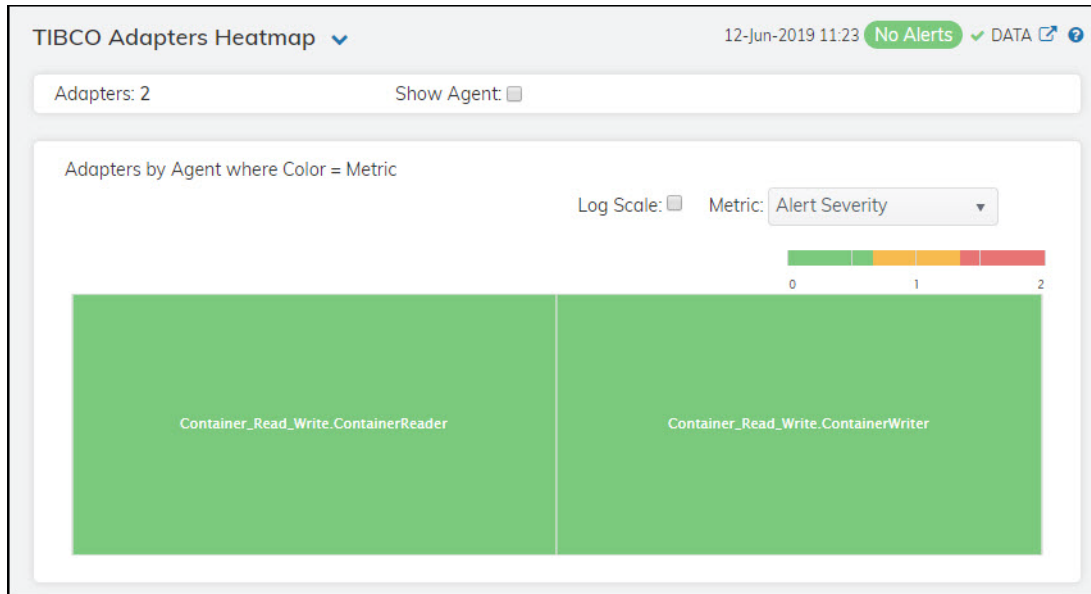 TIBCO Adapters Heatmap 12-Jun-2019 11:23 No Alerts DATA ?
Adapters: 2 Show Agent:
Adapters by Agent where Color = Metric
Log Scale: Metric: Alert Severity
0 1 2
Container_Read_Write.ContainerReader Container_Read_Write.ContainerWriter